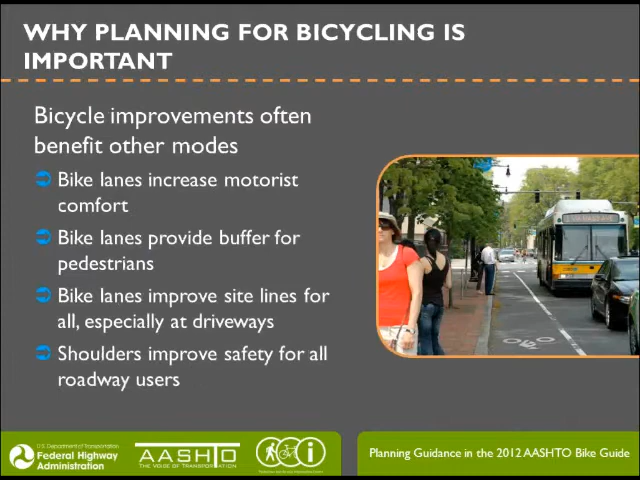 WHY PLANNING FOR BICYCLING IS
IMPORTANT
Bicycle improvements often
benefit other modes
Bike lanes increase motorist
comfort
Bike lanes provide buffer for
pedestrians
Bike lanes improve site lines for
all, especially at driveways
Shoulders improve safety for all
roadway users
U.S. Department of Transportation
Federal Highway
Administration
AASHTO
THE VOICE OF TRANSPORTATION
Planning Guidance in the 2012 AASHTO Bike Guide